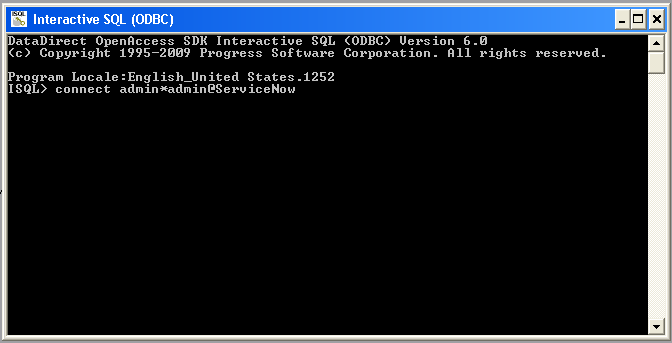 Interactive SQL (ODBC)
DataDirect OpenAccess SDK Interactive SQL (ODBC) Version 6.0
(c) Copyright 1995-2009 Progress Software Corporation. All rights reserved.
Program Locale:English_United States.1252
ISQL> connect admin*admin@ServiceNow